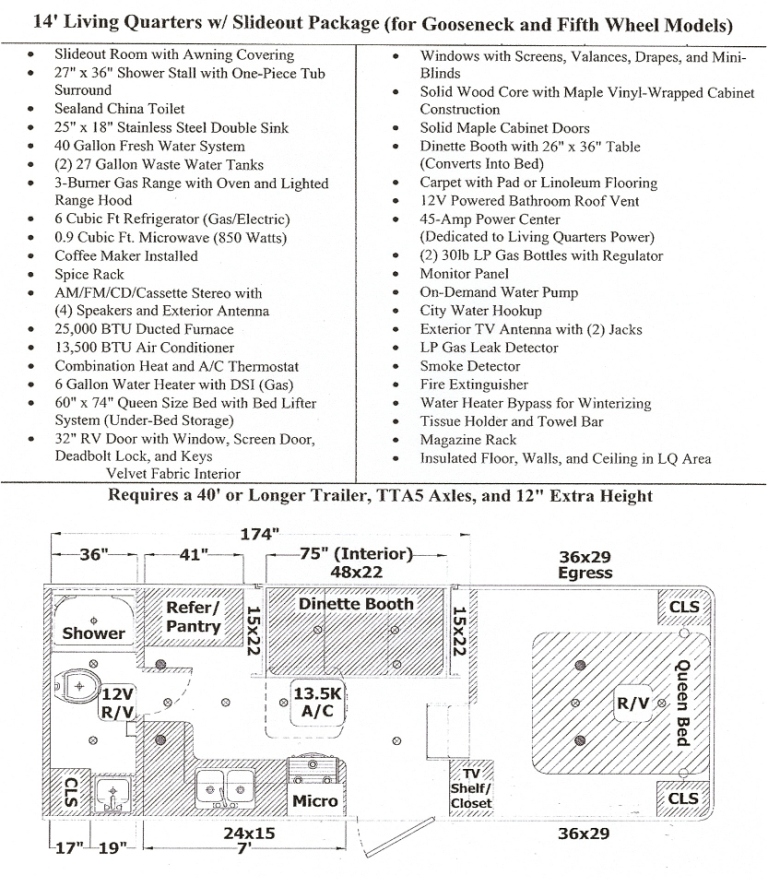 14' Living Quarters w/ Slideout Package (for Gooseneck and Fifth Wheel Models)
• Slideout Room with Awning Covering
• 27" x 36" Shower Stall with One-Piece Tub
Surround
• Sealand China Toilet
• 25" x 18" Stainless Steel Double Sink
• 40 Gallon Fresh Water System
• (2) 27 Gallon Waste Water Tanks
• 3-Burner Gas Range with Oven and Lighted
Range Hood
• 6 Cubic Ft Refrigerator (Gas/Electric)
• 0.9 Cubic Ft. Microwave (850 Watts)
• Coffee Maker Installed
• Spice Rack
• AM/FM/CD/Cassette Stereo with
(4) Speakers and Exterior Antenna
• 25,000 BTU Ducted Furnace
• 13,500 BTU Air Conditioner
• Combination Heat and A/C Thermostat
• 6 Gallon Water Heater with DSI (Gas)
• 60" x 74" Queen Size Bed with Bed Lifter
System (Under-Bed Storage)
• 32" RV Door with Window, Screen Door,
Deadbolt Lock, and Keys
Velvet Fabric Interior
• Windows with Screens, Valances, Drapes, and Mini-
Blinds
• Solid Wood Core with Maple Vinyl-Wrapped Cabinet
Construction
• Solid Maple Cabinet Doors
• Dinette Booth with 26" x 36" Table
(Converts Into Bed)
• Carpet with Pad or Linoleum Flooring
• 12V Powered Bathroom Roof Vent
• 45-Amp Power Center
(Dedicated to Living Quarters Power)
• (2) 30lb LP Gas Bottles with Regulator
• Monitor Panel
• On-Demand Water Pump
• City Water Hookup
• Exterior TV Antenna with (2) Jacks
• LP Gas Leak Detector
• Smoke Detector
• Fire Extinguisher
• Water Heater Bypass for Winterizing
• Tissue Holder and Towel Bar
• Magazine Rack
• Insulated Floor, Walls, and Ceiling in LQ Area
Requires a 40' or Longer Trailer, TTA5 Axles, and 12" Extra Height
174"
36"
41"
75" (Interior)
48x22
36x29
Egress
Shower
Refer/
Pantry
15x22
Dinette Booth
15x22
CLS
12V
R/V
13.5K
A/C
R/V
Queen Bed
CLS
Micro
TV
Shelf/
Closet
CLS
24x15
36x29
17"
19"
7'